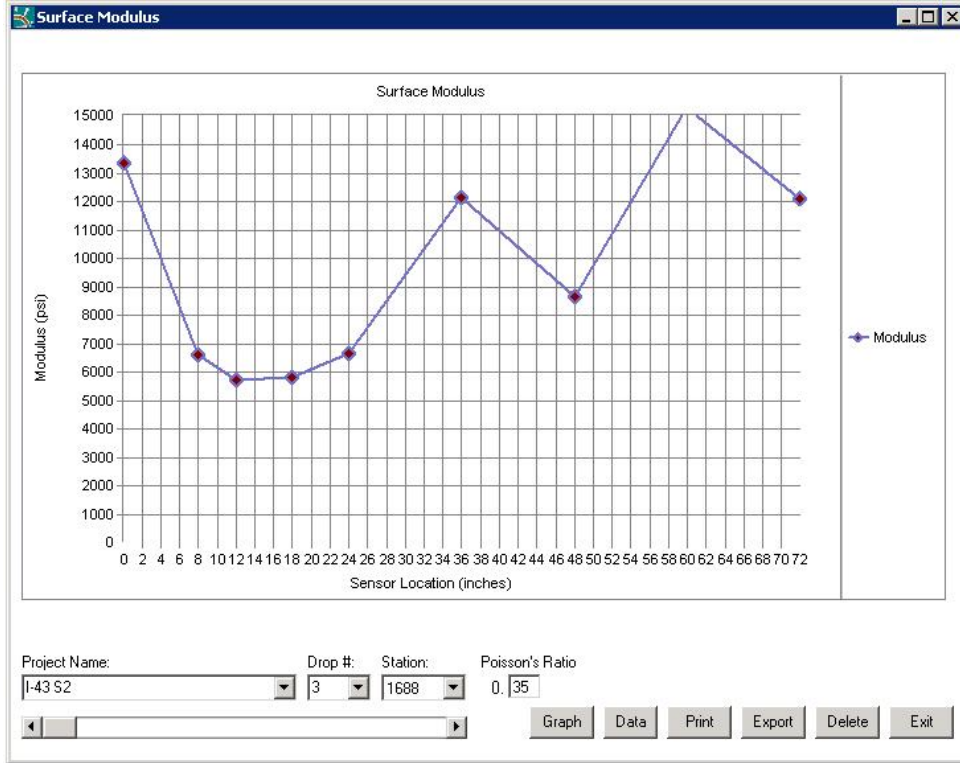 Surface Modulus
Surface Modulus
15000
14000
13000
12000
11000
10000
9000
8000
7000
6000
5000
4000
3000
2000
1000
0
Modulus (psi)
0 2 4 6 8 10 12 14 16 18 20 22 24 26 28 30 32 34 36 38 40 42 44 46 48 50 52 54 56 58 60 62 64 66 68 70 72
Sensor Location (inches)
Modulus
Project Name: Drop #: Station: Poisson's Ratio
I-43 S2 3 1688 0. 35
Graph Data Print Export Delete Exit